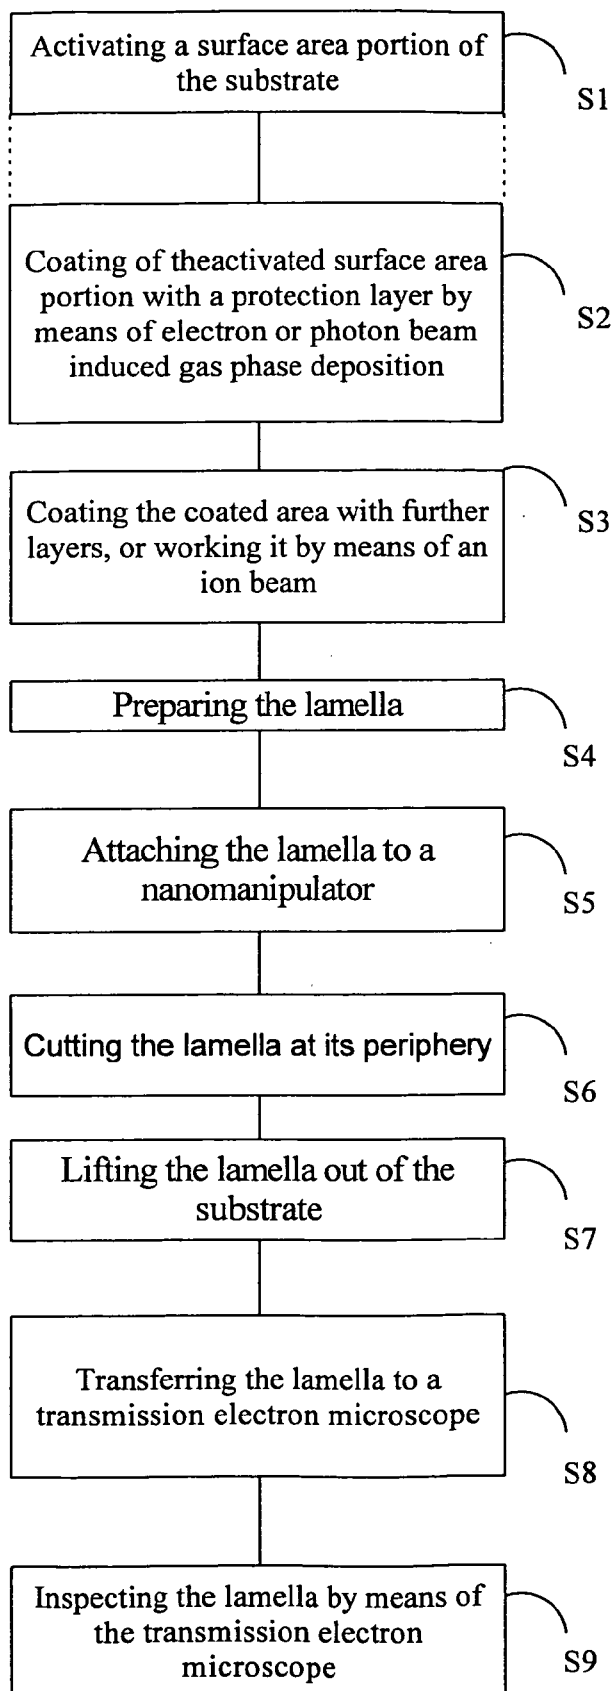 Activating a surface area portion of
the substrate
S1
Coating of theactivated surface area
portion with a protection layer by
means of electron or photon beam
induced gas phase deposition
S2
Coating the coated area with further
layers, or working it by means of an
ion beam
S3
Preparing the lamella
S4
Attaching the lamella to a
nanomanipulator
S5
Cutting the lamella at its periphery
S6
Lifting the lamella out of the
substrate
S7
Transferring the lamella to a
transmission electron microscope
S8
Inspecting the lamella by means of
the transmission electron
microscope
S9